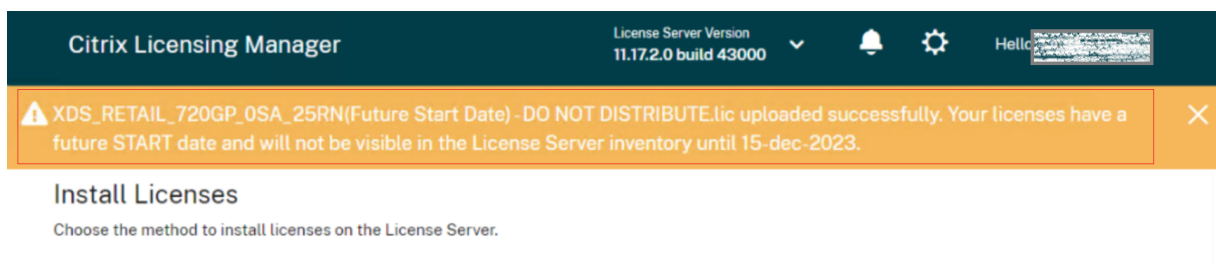 Citrix Licensing Manager
License Server Version
11.17.2.0 build 43000
Hello
XDS_RETAIL_720GP_0SA_25RN(Future Start Date) -DO NOT DISTRIBUTE.lic uploaded successfully. Your licenses have a
future START date and will not be visible in the License Server inventory until 15-dec-2023.
Install Licenses
Choose the method to install licenses on the License Server.